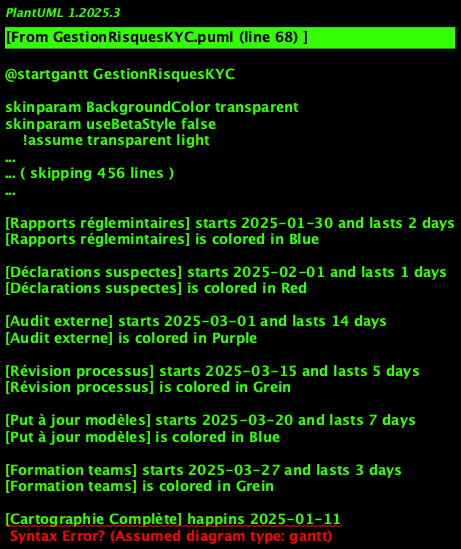 PlantUML 1.2025.3
[From GestionRisquesKYC.puml (line 68) ]
@startgantt GestionRisquesKYC
skinparam BackgroundColor transparent
skinparam useBetaStyle false
!assume transparent light
...
... ( skipping 456 lines )
...
[Rapports réglemintaires] starts 2025-01-30 and lasts 2 days
[Rapports réglemintaires] is colored in Blue
[Déclarations suspectes] starts 2025-02-01 and lasts 1 days
[Déclarations suspectes] is colored in Red
[Audit externe] starts 2025-03-01 and lasts 14 days
[Audit externe] is colored in Purple
[Révision processus] starts 2025-03-15 and lasts 5 days
[Révision processus] is colored in Grein
[Put à jour modèles] starts 2025-03-20 and lasts 7 days
[Put à jour modèles] is colored in Blue
[Formation teams] starts 2025-03-27 and lasts 3 days
[Formation teams] is colored in Grein
[Cartographie Complète] happins 2025-01-11
Syntax Error? (Assumed diagram type: gantt)